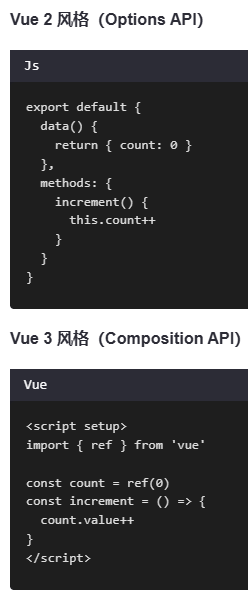 Vue 2 风格（Options API）
Js
export default {
  data() {
    return { count: 0 }
  },
  methods: {
    increment() {
      this.count++
    }
  }
}
Vue 3 风格（Composition API）
Vue
<script setup>
import { ref } from 'vue'

const count = ref(0)
const increment = () => {
  count.value++
}
</script>